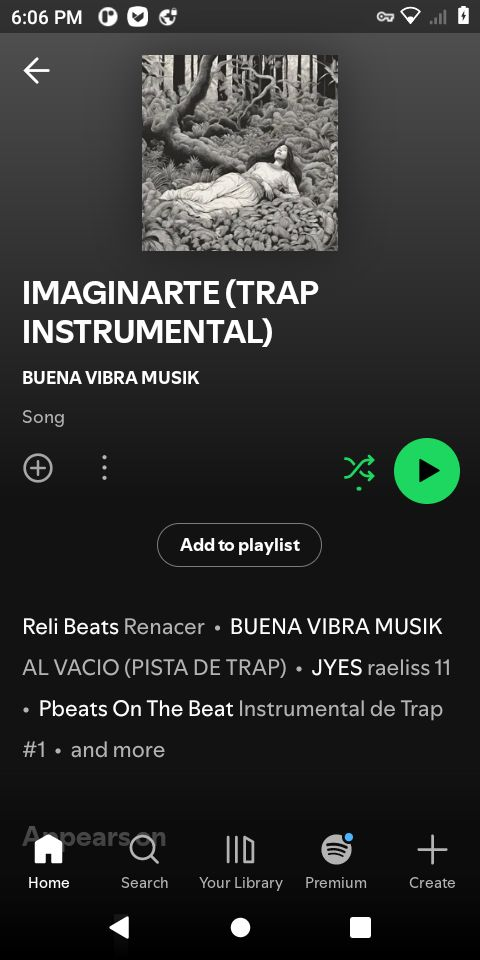 6:06 PM
IMAGINARTE (TRAP
INSTRUMENTAL)
BUENA VIBRA MUSIK
Song
Add to playlist
Reli Beats Renacer • BUENA VIBRA MUSIK
AL VACIO (PISTA DE TRAP) • JYES raeliss 11
• Pbeats On The Beat Instrumental de Trap
#1 • and more
Appears on
Home Search Your Library Premium Create